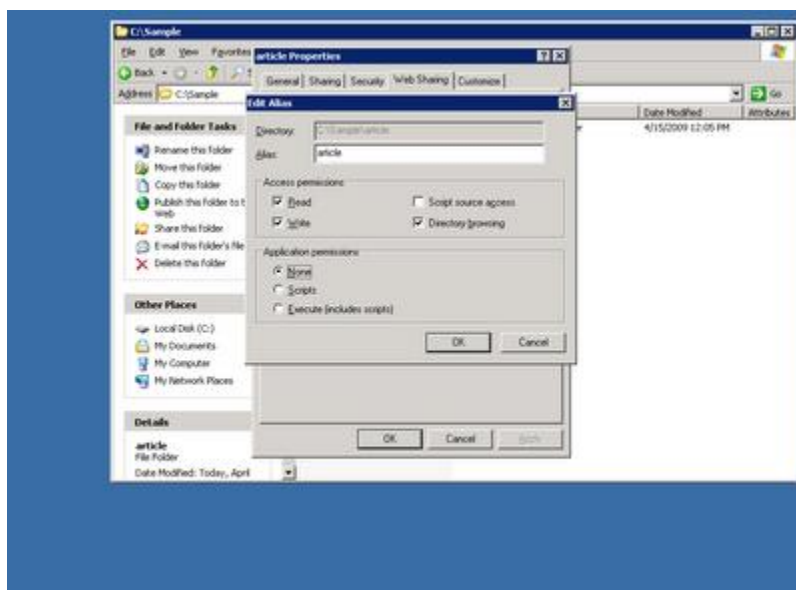 C:\Sample
File Edit View Favorites
article Properties
Back
General Sharing Security Web Sharing Customize
Address C:\Sample
Go
Edit Alias
Date Modified Attributes
File and Folder Tasks
Directory: C:\Sample\article
4/15/2009 12:05 PM
Rename this folder
Alias: article
Move this folder
Copy this folder
Access permissions
Publish this folder to t
Web
Read Script source access
Share this folder
Write Directory browsing
E-mail this folder's file
Application permissions
Delete this folder
None
Scripts
Other Places
Execute (includes scripts)
Local Disk (C:)
My Documents
OK Cancel
My Computer
My Network Places
Details
OK Cancel Apply
article
File Folder
Date Modified: Today, April